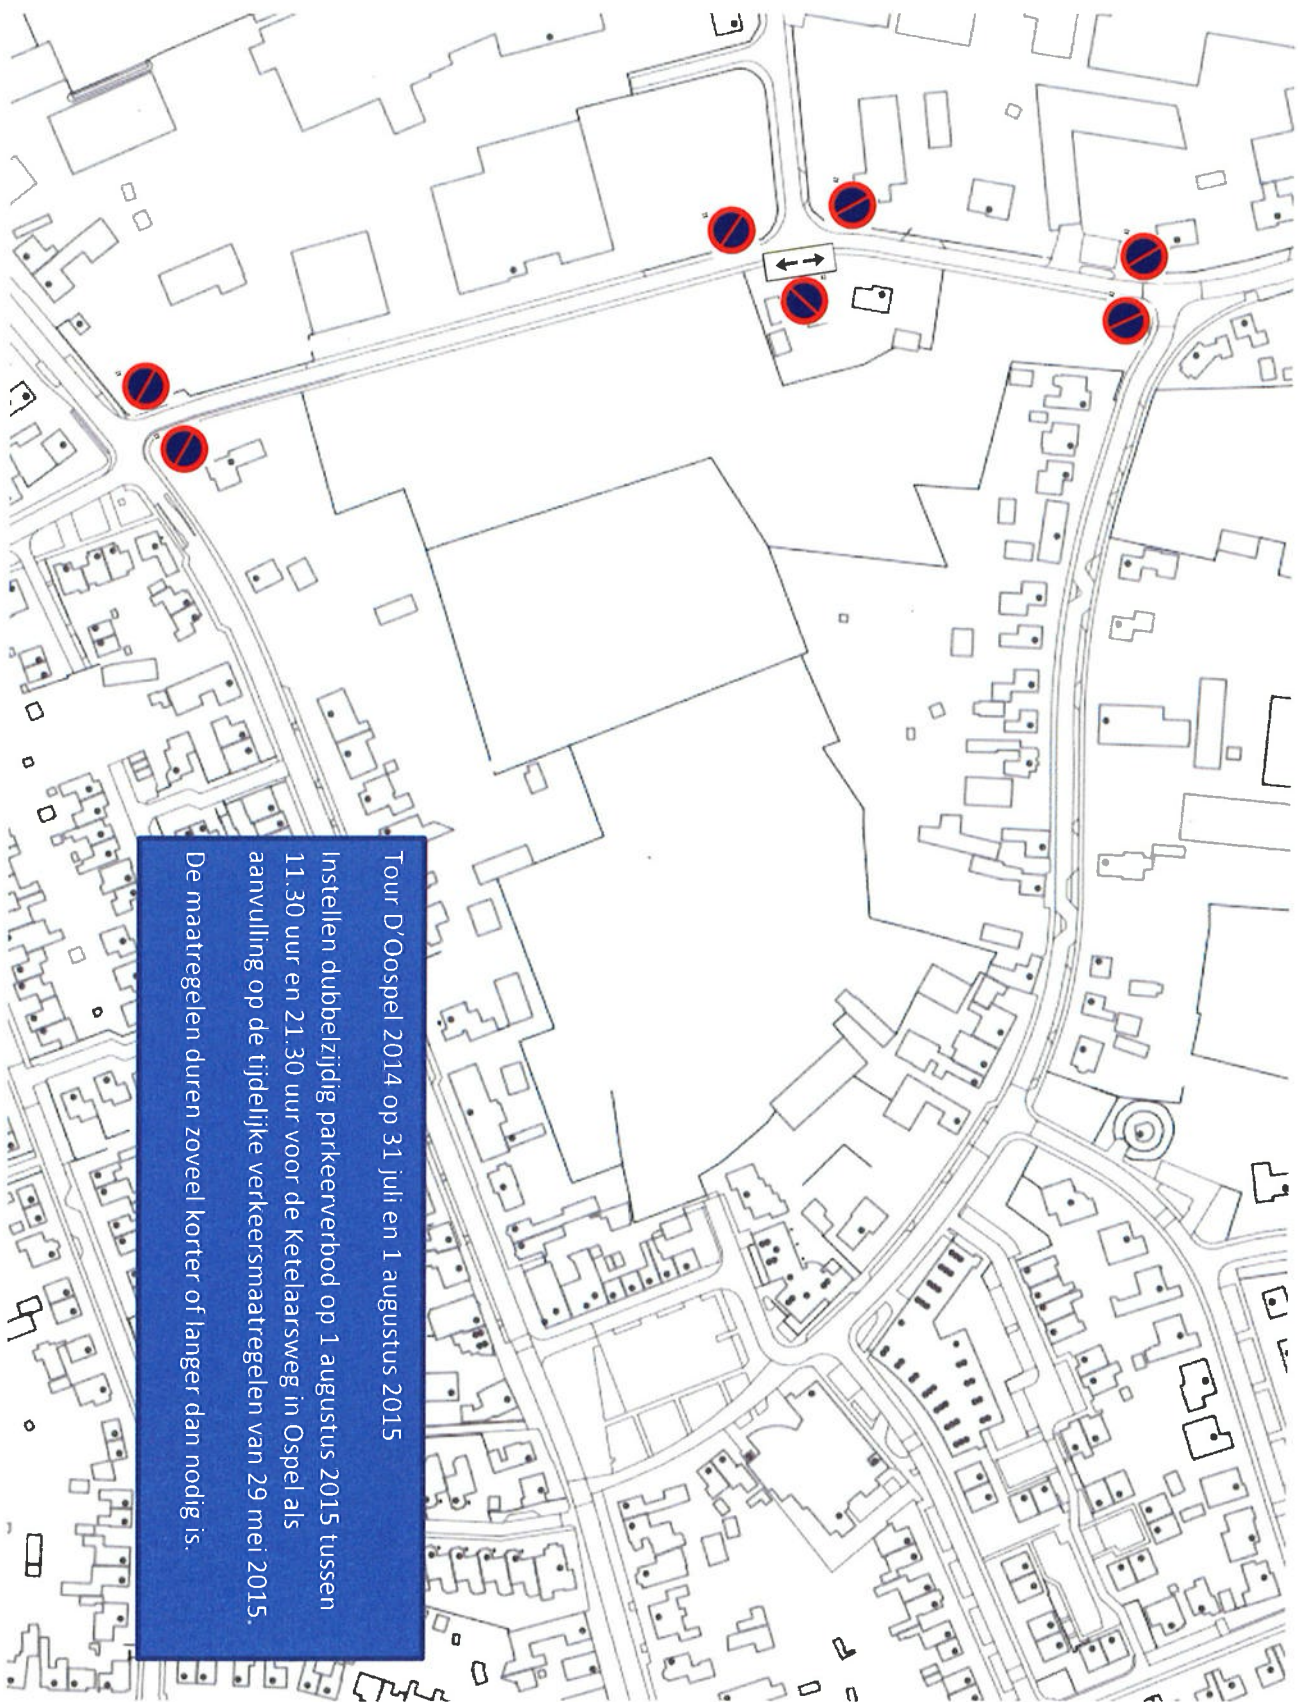 Tour D'Oospel 2014 op 31 juli en 1 augustus 2015
Instellen dubbelzijdig parkeerverbod op 1 augustus 2015 tussen
11.30 uur en 21.30 uur voor de Ketelaarsweg in Ospel als
aanvulling op de tijdelijke verkeersmaatregelen van 29 mei 2015.
De maatregelen duren zoveel korter of langer dan nodig is.